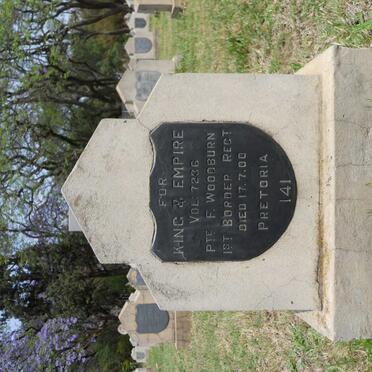 FOR
KING & EMPIRE
VOL. 7236
PTE F. WOODBURN
1ST BORDER REGT
DIED 17.7.00
PRETORIA
141